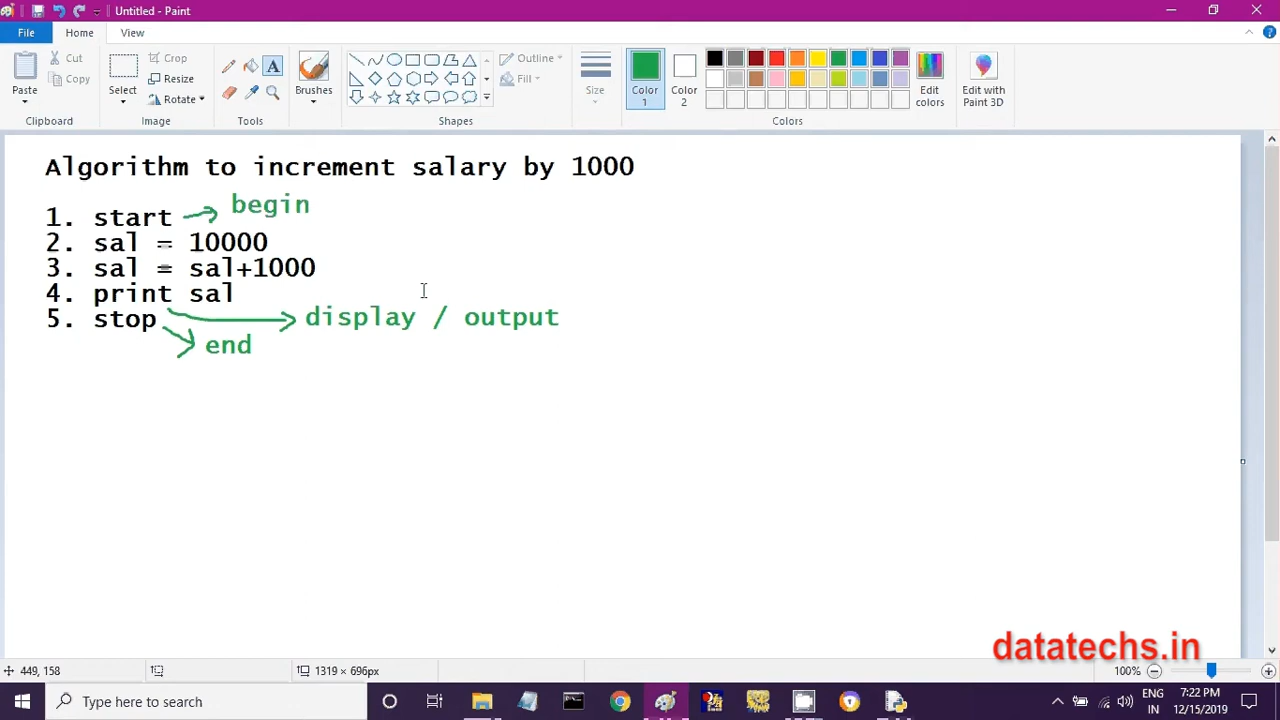 Untitled - Paint
File
Home
View
Paste
Cut
Copy
Clipboard
Select
Crop
Resize
Rotate
Image
Tools
Brushes
Shapes
Outline
Fill
Size
Color 1
Color 2
Edit colors
Colors
Edit with Paint 3D
Algorithm to increment salary by 1000
1. start
begin
2. sal = 10000
3. sal = sal+1000
4. print sal
5. stop
display / output
end
datatechs.in
449, 158
1319 × 696px
100%
Type here to search
ENG
IN
7:22 PM
12/15/2019